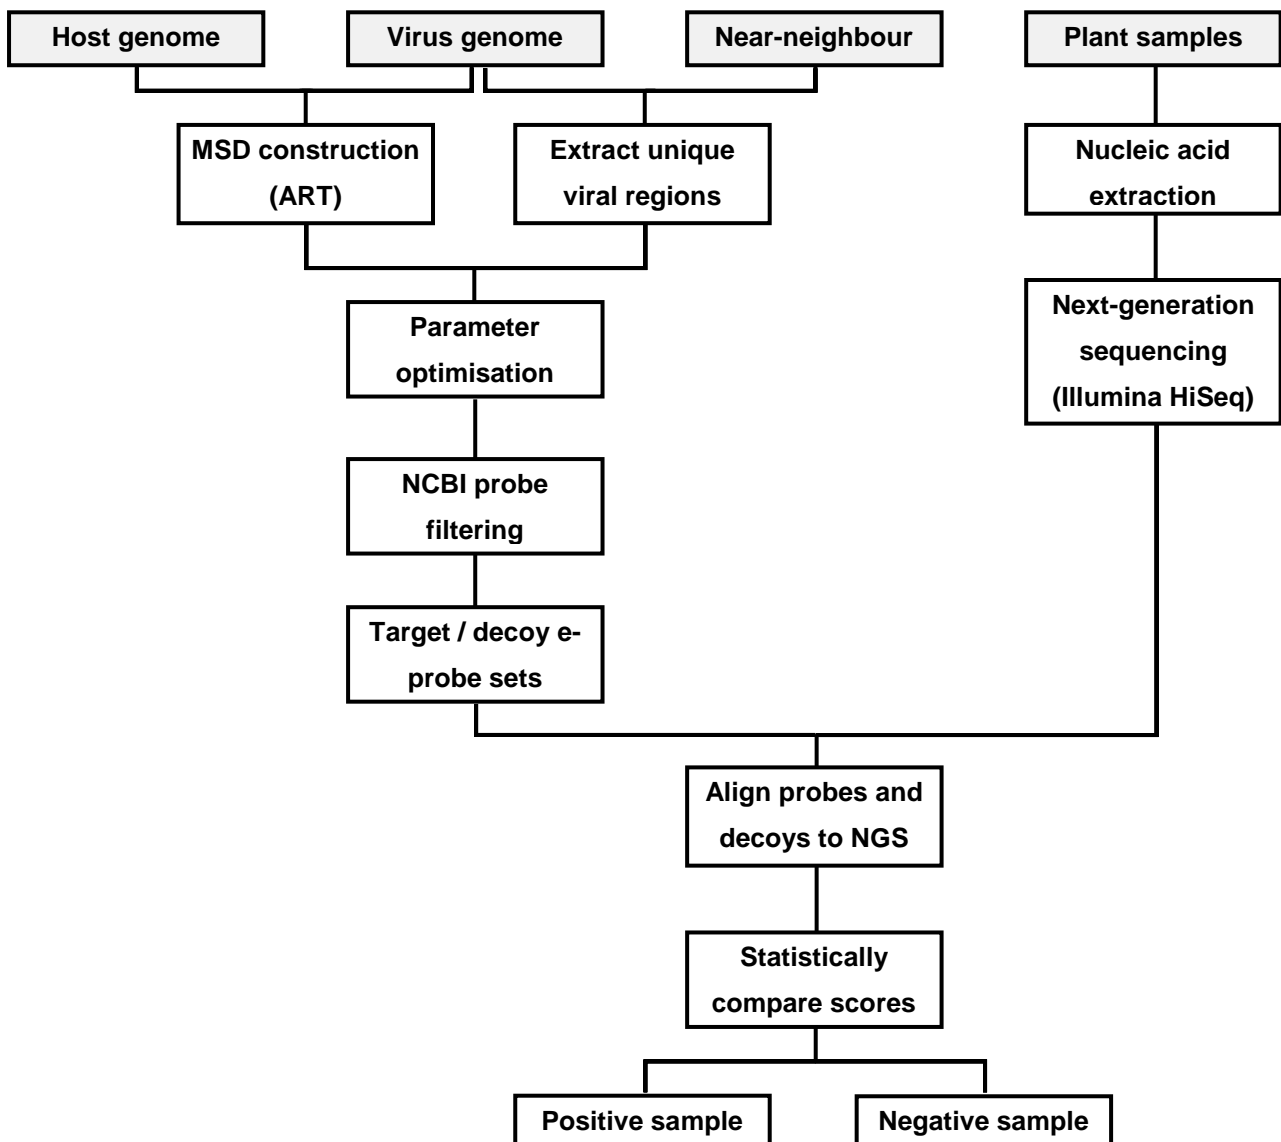 Host genome
Virus genome
Near-neighbour
Plant samples
MSD construction
(ART)
Extract unique
viral regions
Nucleic acid
extraction
Next-generation
sequencing
(Illumina HiSeq)
Parameter
optimisation
NCBI probe
filtering
Target / decoy e-
probe sets
Align probes and
decoys to NGS
Statistically
compare scores
Positive sample
Negative sample